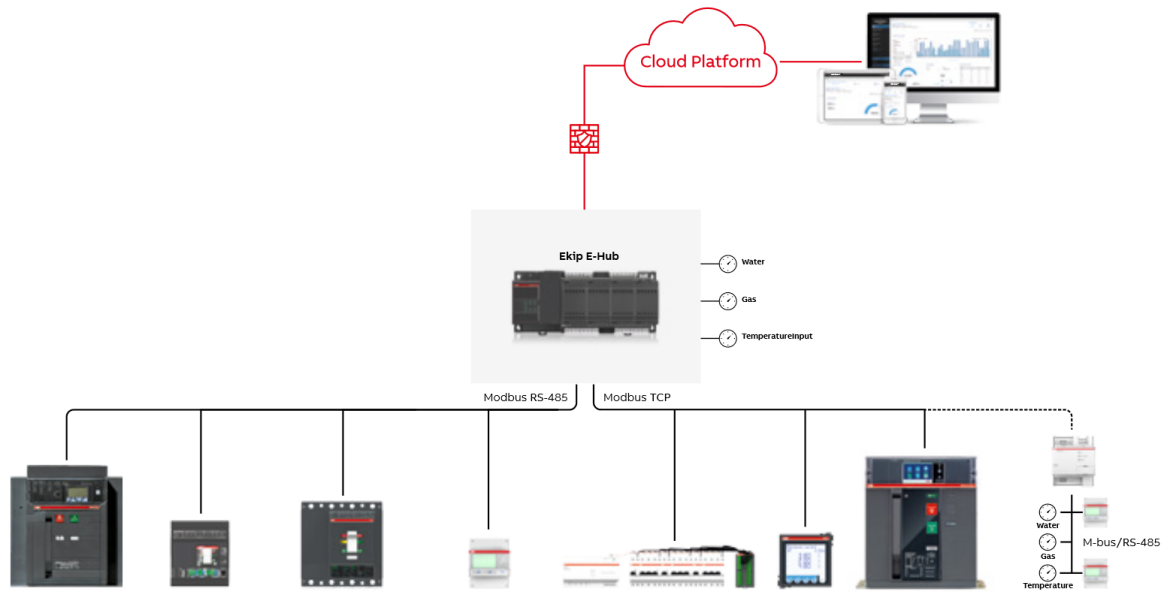 Cloud Platform
Ekip E-Hub
Water
Gas
TemperatureInput
Modbus RS-485
Modbus TCP
Water
Gas
M-bus/RS-485
Temperature